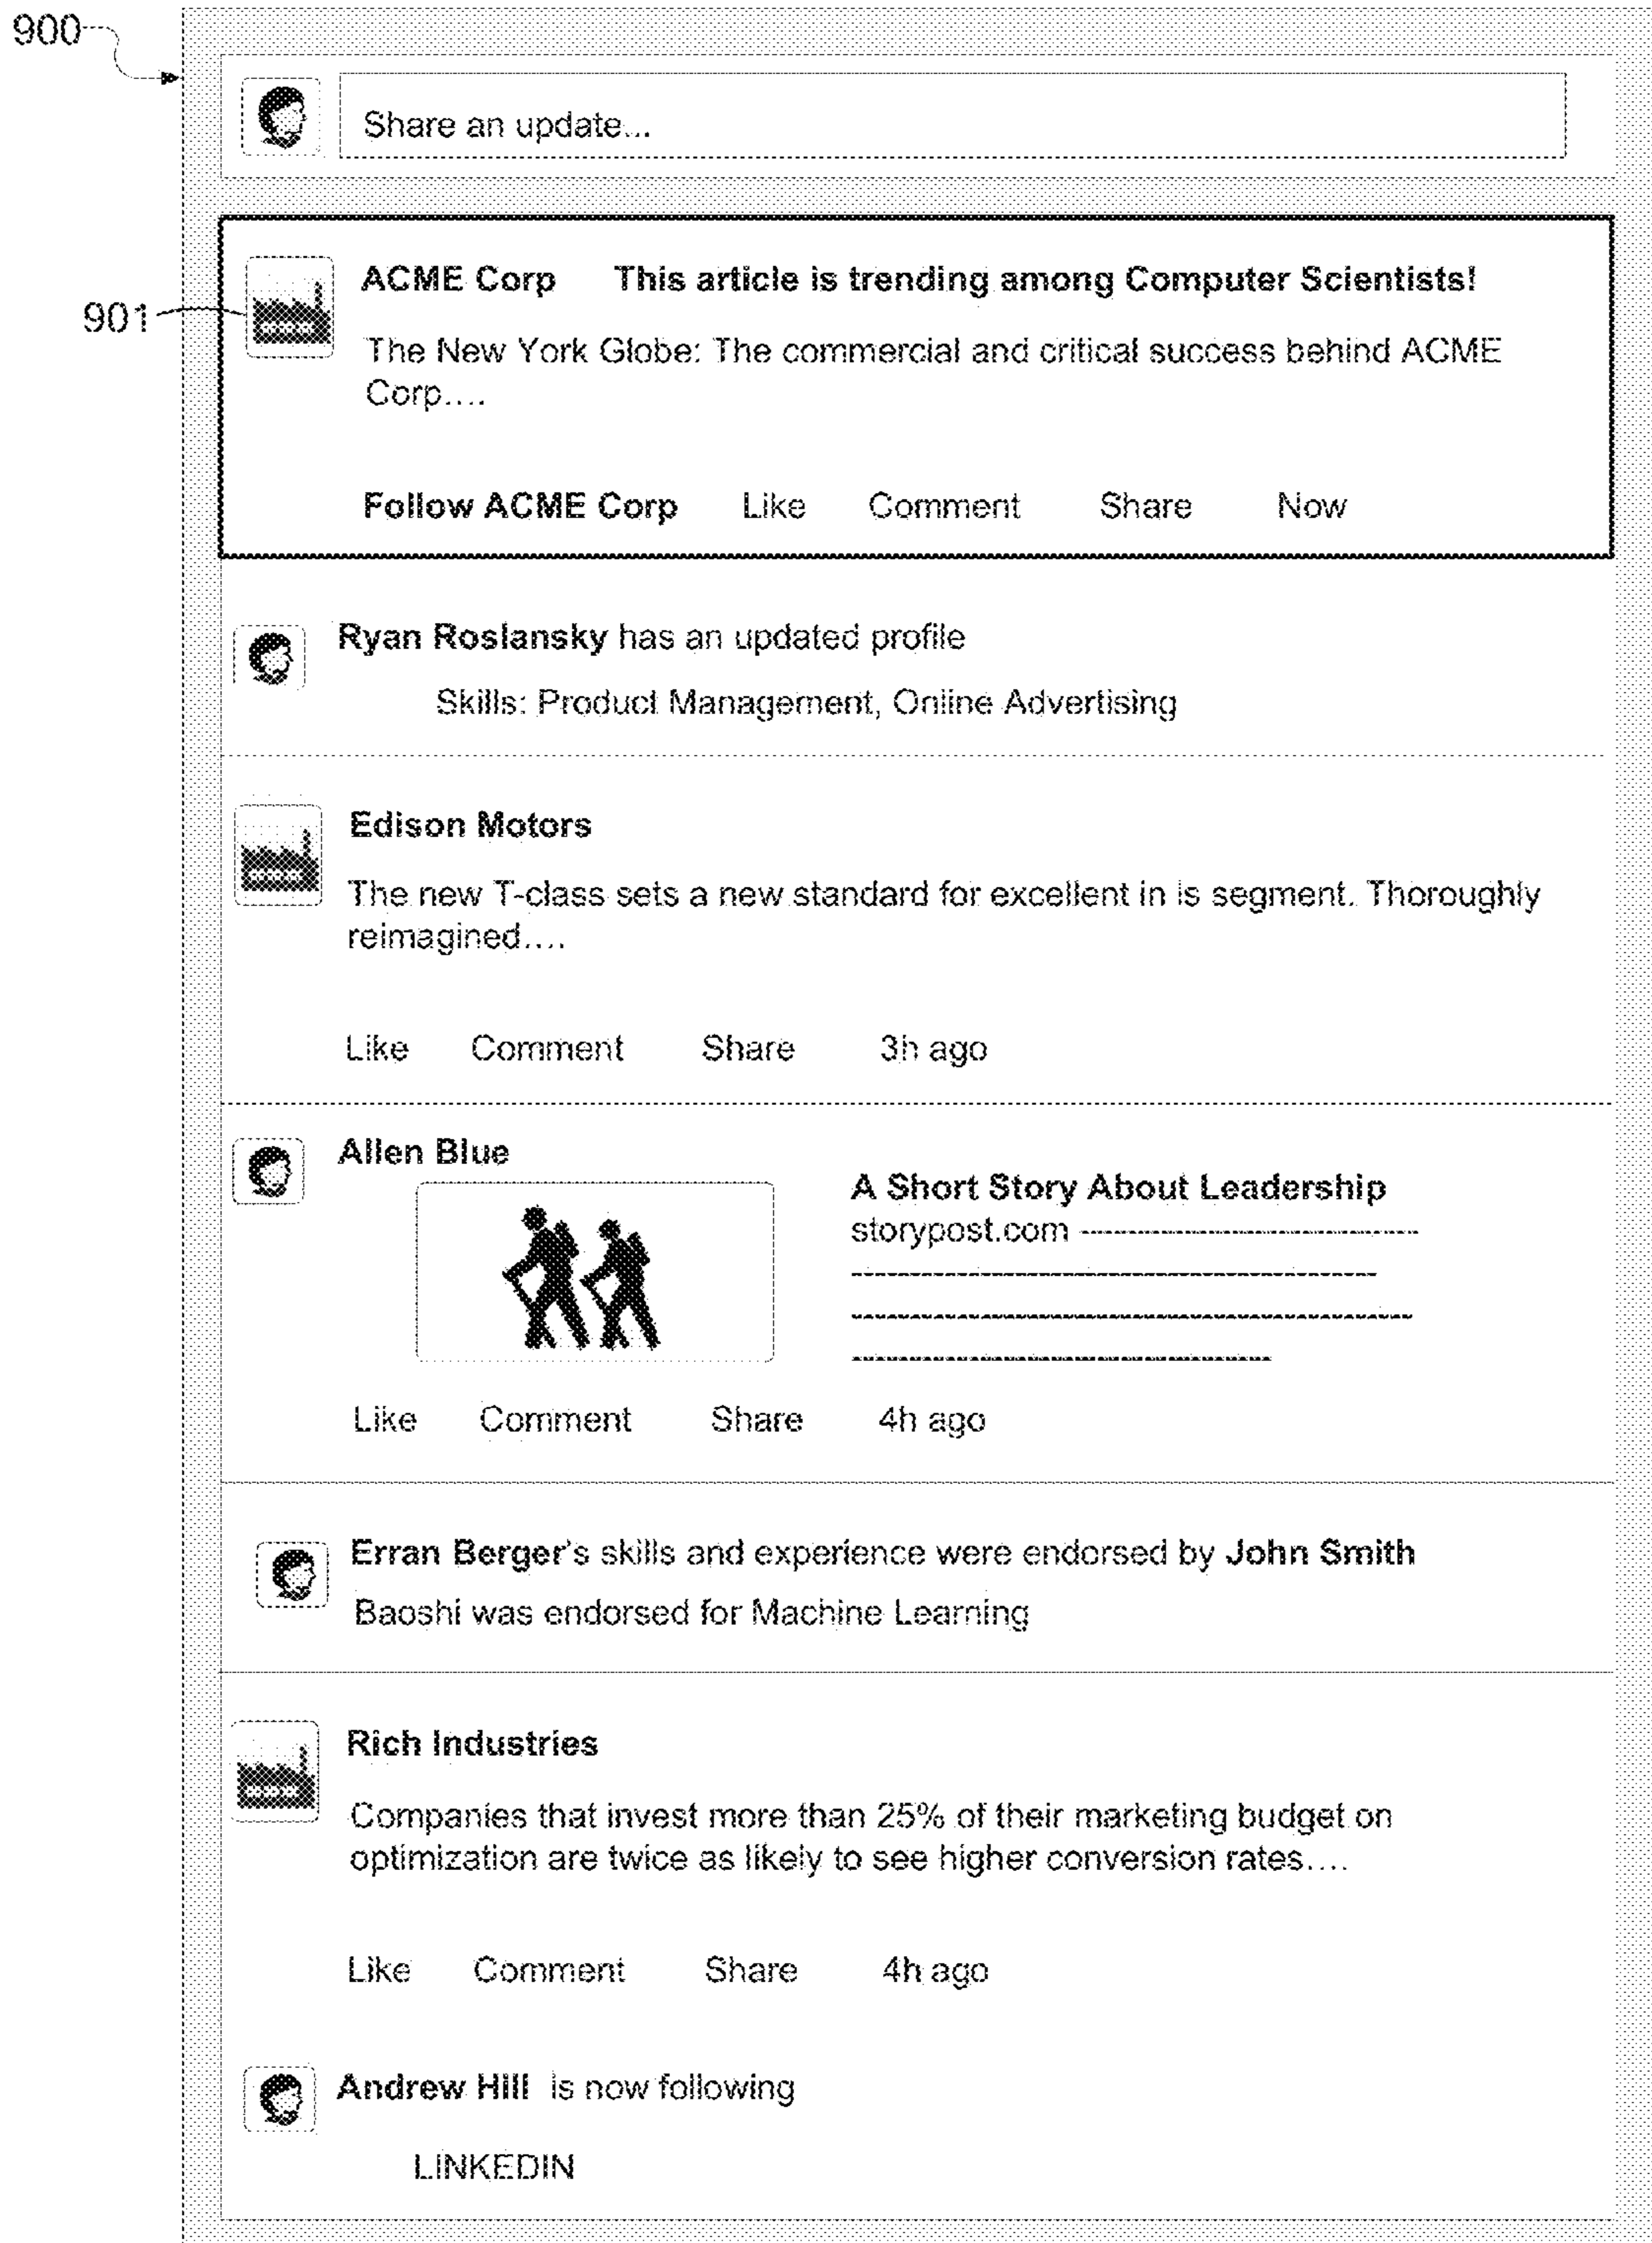 900
Share an update...
ACME Corp This article is trending among Computer Scientists!
901
The New York Globe: The commercial and critical success behind ACME
Corp....
Follow ACME Corp Like Comment Share Now
Ryan Roslansky has an updated profile
Skills: Product Management, Online Advertising
Edison Motors
The new T-class sets a new standard for excellent in is segment. Thoroughly
reimagined....
Like Comment Share 3h ago
Allen Blue
A Short Story About Leadership
storypost.com
Like Comment Share 4h ago
Erran Berger's skills and experience were endorsed by John Smith
Baoshi was endorsed for Machine Learning
Rich Industries
Companies that invest more than 25% of their marketing budget on
optimization are twice as likely to see higher conversion rates....
Like Comment Share 4h ago
Andrew Hill is now following
LINKEDIN